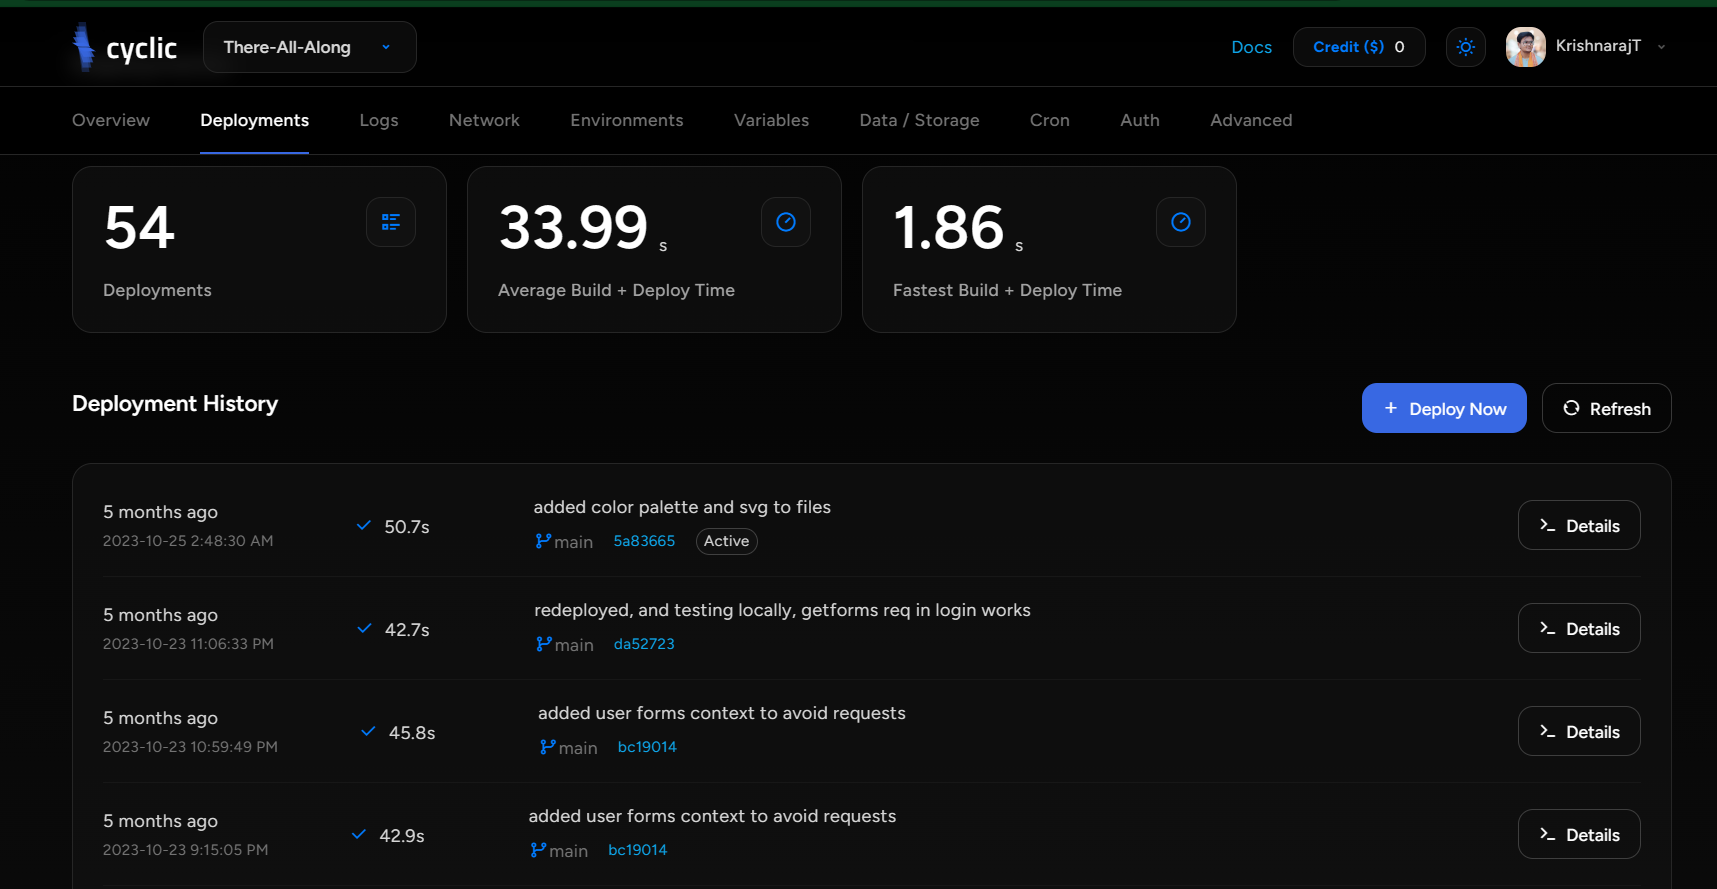 cyclic There-All-Along Docs Credit ($) 0 KrishnarajT
Overview Deployments Logs Network Environments Variables Data / Storage Cron Auth Advanced
54
Deployments
33.99 s
Average Build + Deploy Time
1.86 s
Fastest Build + Deploy Time
Deployment History
+ Deploy Now
Refresh
5 months ago
2023-10-25 2:48:30 AM
50.7s
added color palette and svg to files
main 5a83665 Active
>_ Details
5 months ago
2023-10-23 11:06:33 PM
42.7s
redeployed, and testing locally, getforms req in login works
main da52723
>_ Details
5 months ago
2023-10-23 10:59:49 PM
45.8s
added user forms context to avoid requests
main bc19014
>_ Details
5 months ago
2023-10-23 9:15:05 PM
42.9s
added user forms context to avoid requests
main bc19014
>_ Details